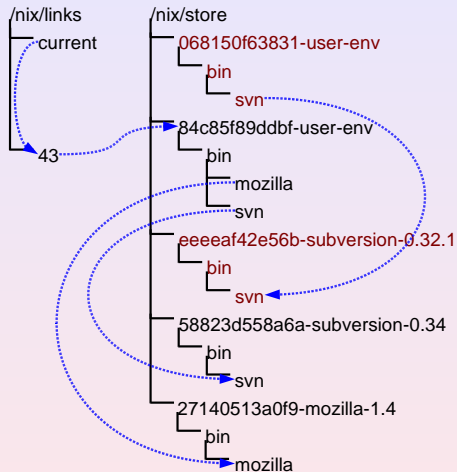 /nix/links
current
43
/nix/store
068150f63831-user-env
bin
svn
84c85f89ddbf-user-env
bin
mozilla
svn
eeeeaf42e56b-subversion-0.32.1
bin
svn
58823d558a6a-subversion-0.34
bin
svn
27140513a0f9-mozilla-1.4
bin
mozilla